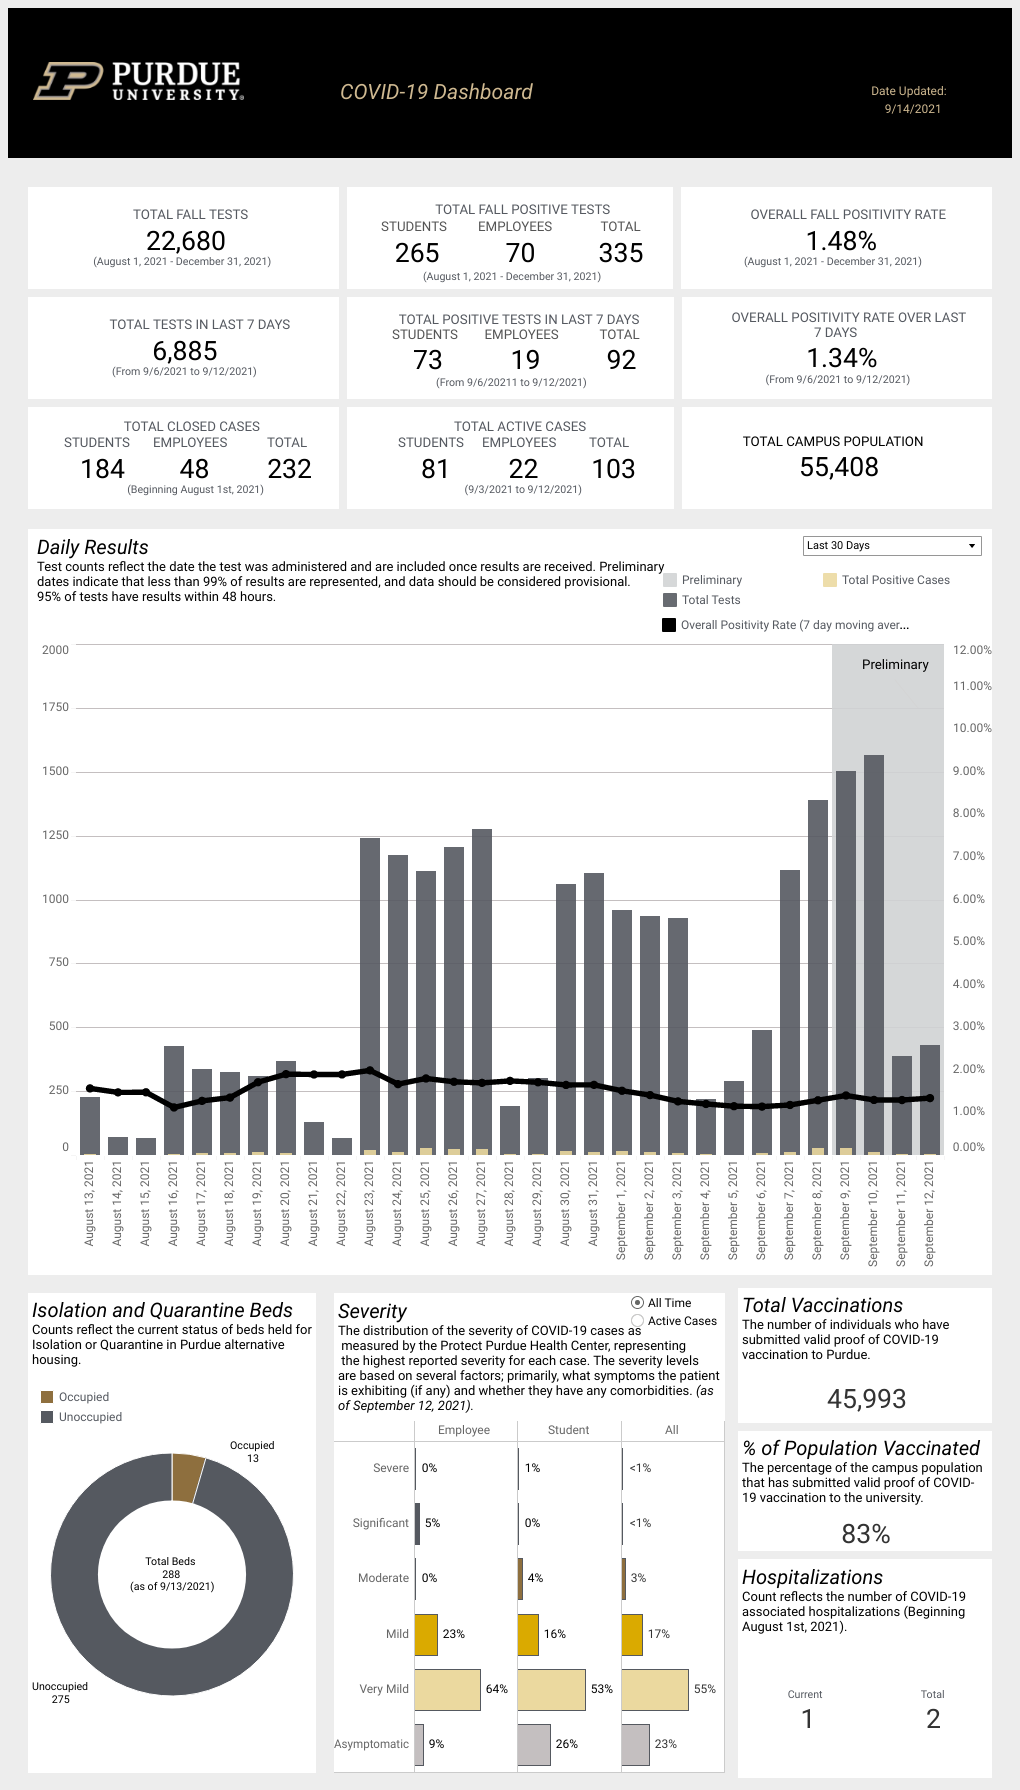 PURDUE
UNIVERSITY®
COVID-19 Dashboard
Date Updated:
9/14/2021
TOTAL FALL TESTS
22,680
(August 1, 2021 - December 31, 2021)
TOTAL FALL POSITIVE TESTS
STUDENTS EMPLOYEES TOTAL
265 70 335
(August 1, 2021 - December 31, 2021)
OVERALL FALL POSITIVITY RATE
1.48%
(August 1, 2021 - December 31, 2021)
TOTAL TESTS IN LAST 7 DAYS
6,885
(From 9/6/2021 to 9/12/2021)
TOTAL POSITIVE TESTS IN LAST 7 DAYS
STUDENTS EMPLOYEES TOTAL
73 19 92
(From 9/6/20211 to 9/12/2021)
OVERALL POSITIVITY RATE OVER LAST
7 DAYS
1.34%
(From 9/6/2021 to 9/12/2021)
TOTAL CLOSED CASES
STUDENTS EMPLOYEES TOTAL
184 48 232
(Beginning August 1st, 2021)
TOTAL ACTIVE CASES
STUDENTS EMPLOYEES TOTAL
81 22 103
(9/3/2021 to 9/12/2021)
TOTAL CAMPUS POPULATION
55,408
Daily Results
Test counts reflect the date the test was administered and are included once results are received. Preliminary
dates indicate that less than 99% of results are represented, and data should be considered provisional.
95% of tests have results within 48 hours.
Last 30 Days
Preliminary
Total Positive Cases
Total Tests
Overall Positivity Rate (7 day moving aver...
Preliminary
2000
1750
1500
1250
1000
750
500
250
0
12.00%
11.00%
10.00%
9.00%
8.00%
7.00%
6.00%
5.00%
4.00%
3.00%
2.00%
1.00%
0.00%
August 13, 2021
August 14, 2021
August 15, 2021
August 16, 2021
August 17, 2021
August 18, 2021
August 19, 2021
August 20, 2021
August 21, 2021
August 22, 2021
August 23, 2021
August 24, 2021
August 25, 2021
August 26, 2021
August 27, 2021
August 28, 2021
August 29, 2021
August 30, 2021
August 31, 2021
September 1, 2021
September 2, 2021
September 3, 2021
September 4, 2021
September 5, 2021
September 6, 2021
September 7, 2021
September 8, 2021
September 9, 2021
September 10, 2021
September 11, 2021
September 12, 2021
Isolation and Quarantine Beds
Counts reflect the current status of beds held for
Isolation or Quarantine in Purdue alternative
housing.
Occupied
Unoccupied
Occupied
13
Total Beds
288
(as of 9/13/2021)
Unoccupied
275
Severity
All Time
Active Cases
The distribution of the severity of COVID-19 cases as
measured by the Protect Purdue Health Center, representing
the highest reported severity for each case. The severity levels
are based on several factors; primarily, what symptoms the patient
is exhibiting (if any) and whether they have any comorbidities. (as
of September 12, 2021).
Employee Student All
Severe 0% 1% <1%
Significant 5% 0% <1%
Moderate 0% 4% 3%
Mild 23% 16% 17%
Very Mild 64% 53% 55%
Asymptomatic 9% 26% 23%
Total Vaccinations
The number of individuals who have
submitted valid proof of COVID-19
vaccination to Purdue.
45,993
% of Population Vaccinated
The percentage of the campus population
that has submitted valid proof of COVID-
19 vaccination to the university.
83%
Hospitalizations
Count reflects the number of COVID-19
associated hospitalizations (Beginning
August 1st, 2021).
Current Total
1 2